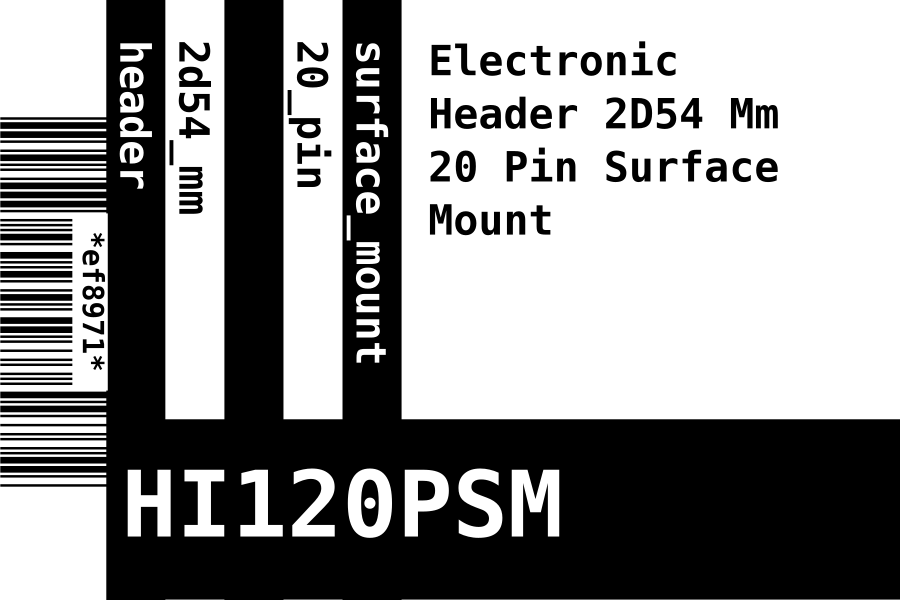 *ef8971*
header
2d54_mm
20_pin
surface_mount
Electronic
Header 2D54 Mm
20 Pin Surface
Mount
HI120PSM